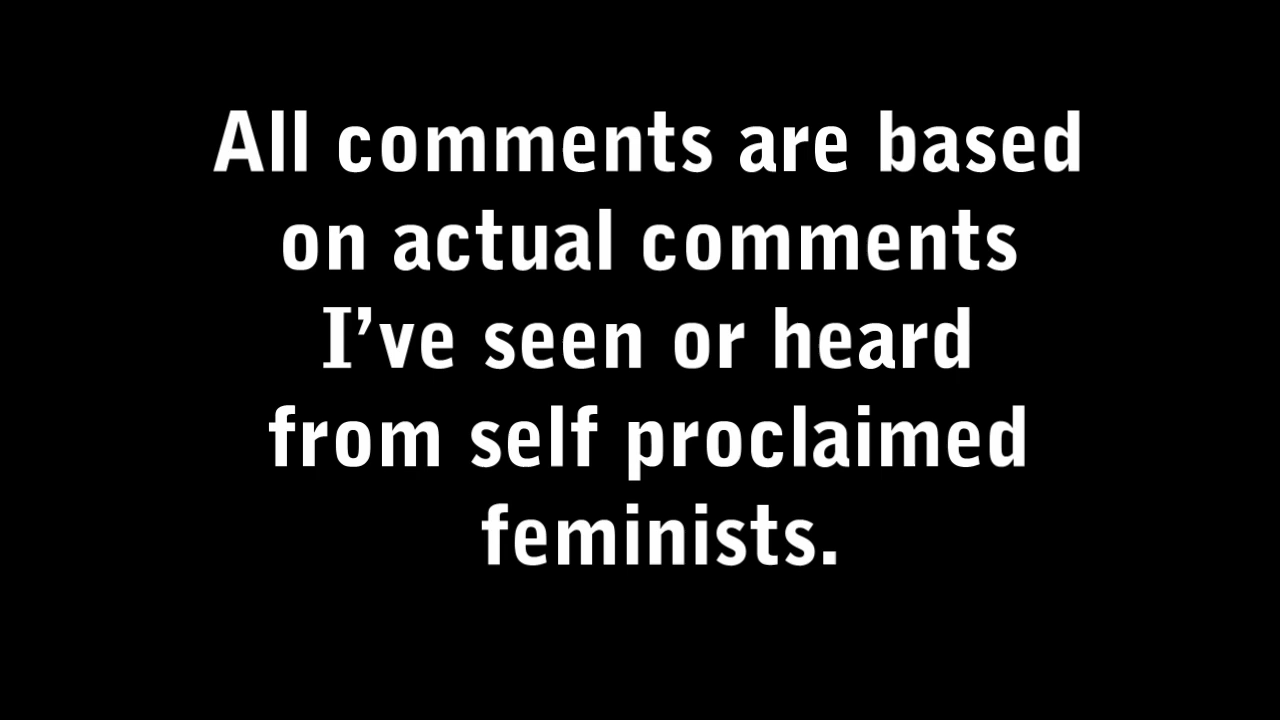 All comments are based
on actual comments
I’ve seen or heard
from self proclaimed
feminists.